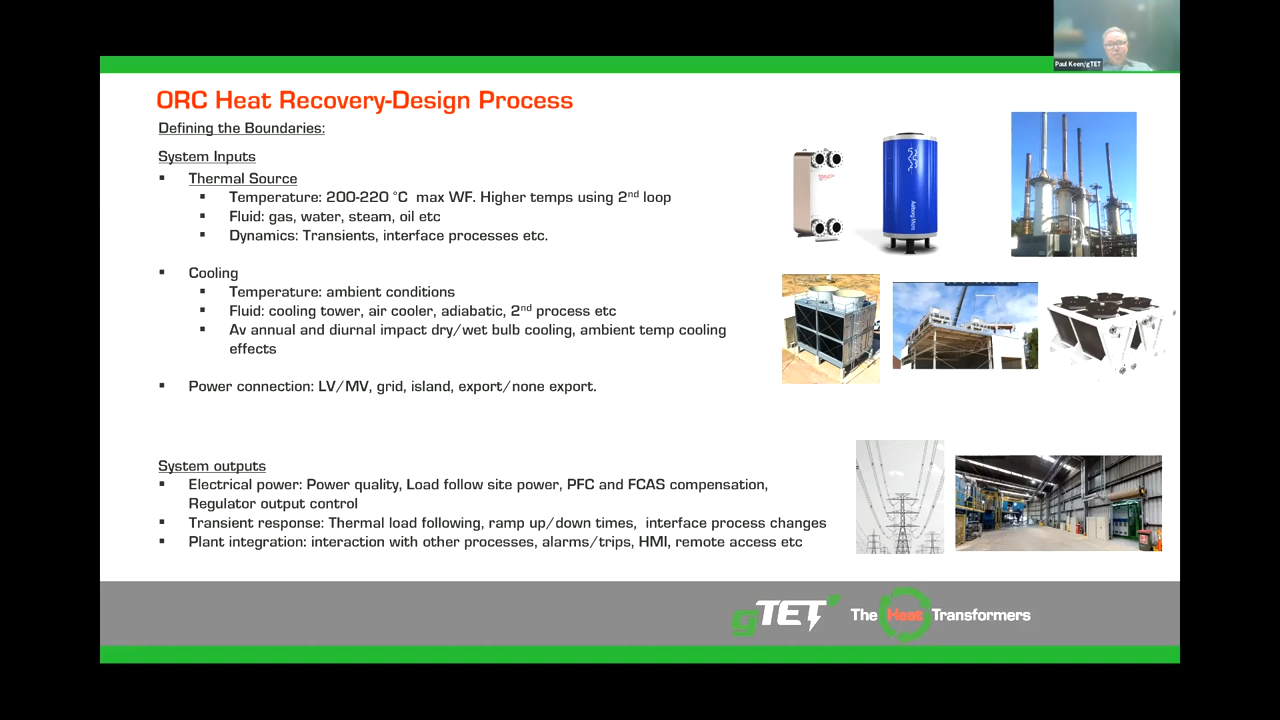 Paul Keen/gTET
ORC Heat Recovery-Design Process
Defining the Boundaries:
System Inputs
▪ Thermal Source
▪ Temperature: 200-220 °C  max WF. Higher temps using 2nd loop
▪ Fluid: gas, water, steam, oil etc
▪ Dynamics: Transients, interface processes etc.
▪ Cooling
▪ Temperature: ambient conditions
▪ Fluid: cooling tower, air cooler, adiabatic, 2nd process etc
▪ Av annual and diurnal impact dry/wet bulb cooling, ambient temp cooling
effects
▪ Power connection: LV/MV, grid, island, export/none export.
System outputs
▪ Electrical power: Power quality, Load follow site power, PFC and FCAS compensation,
Regulator output control
▪ Transient response: Thermal load following, ramp up/down times,  interface process changes
▪ Plant integration: interaction with other processes, alarms/trips, HMI, remote access etc
gTET
The Heat Transformers